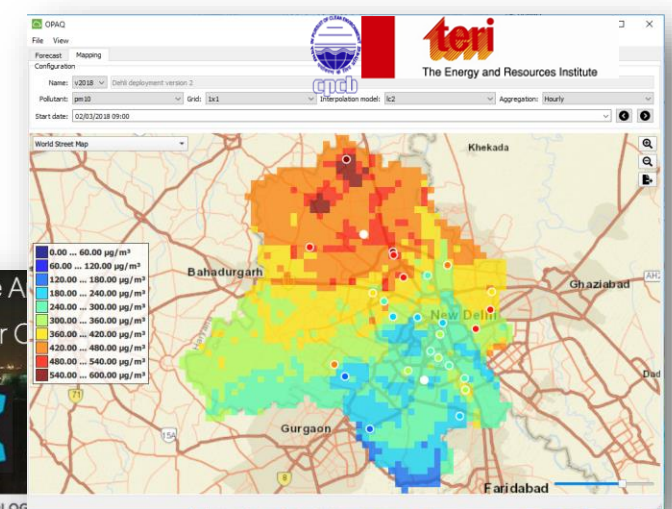 OPAQ
File View
teri
The Energy and Resources Institute
cpcb
Forecast Mapping
Configuration
Name: v2018 Dehli deployment version 2
Pollutant: pm10 Grid: 1x1 Interpolation model: lc2 Aggregation: Hourly
Start date: 02/03/2018 09:00
World Street Map
Khekada
0.00 ... 60.00 µg/m³
60.00 ... 120.00 µg/m³
120.00 ... 180.00 µg/m³
180.00 ... 240.00 µg/m³
240.00 ... 300.00 µg/m³
300.00 ... 360.00 µg/m³
360.00 ... 420.00 µg/m³
420.00 ... 480.00 µg/m³
480.00 ... 540.00 µg/m³
540.00 ... 600.00 µg/m³
Bahadurgarh
Ghaziabad
New Delhi
Haryana
71
15A
Gurgaon
8
Faridabad